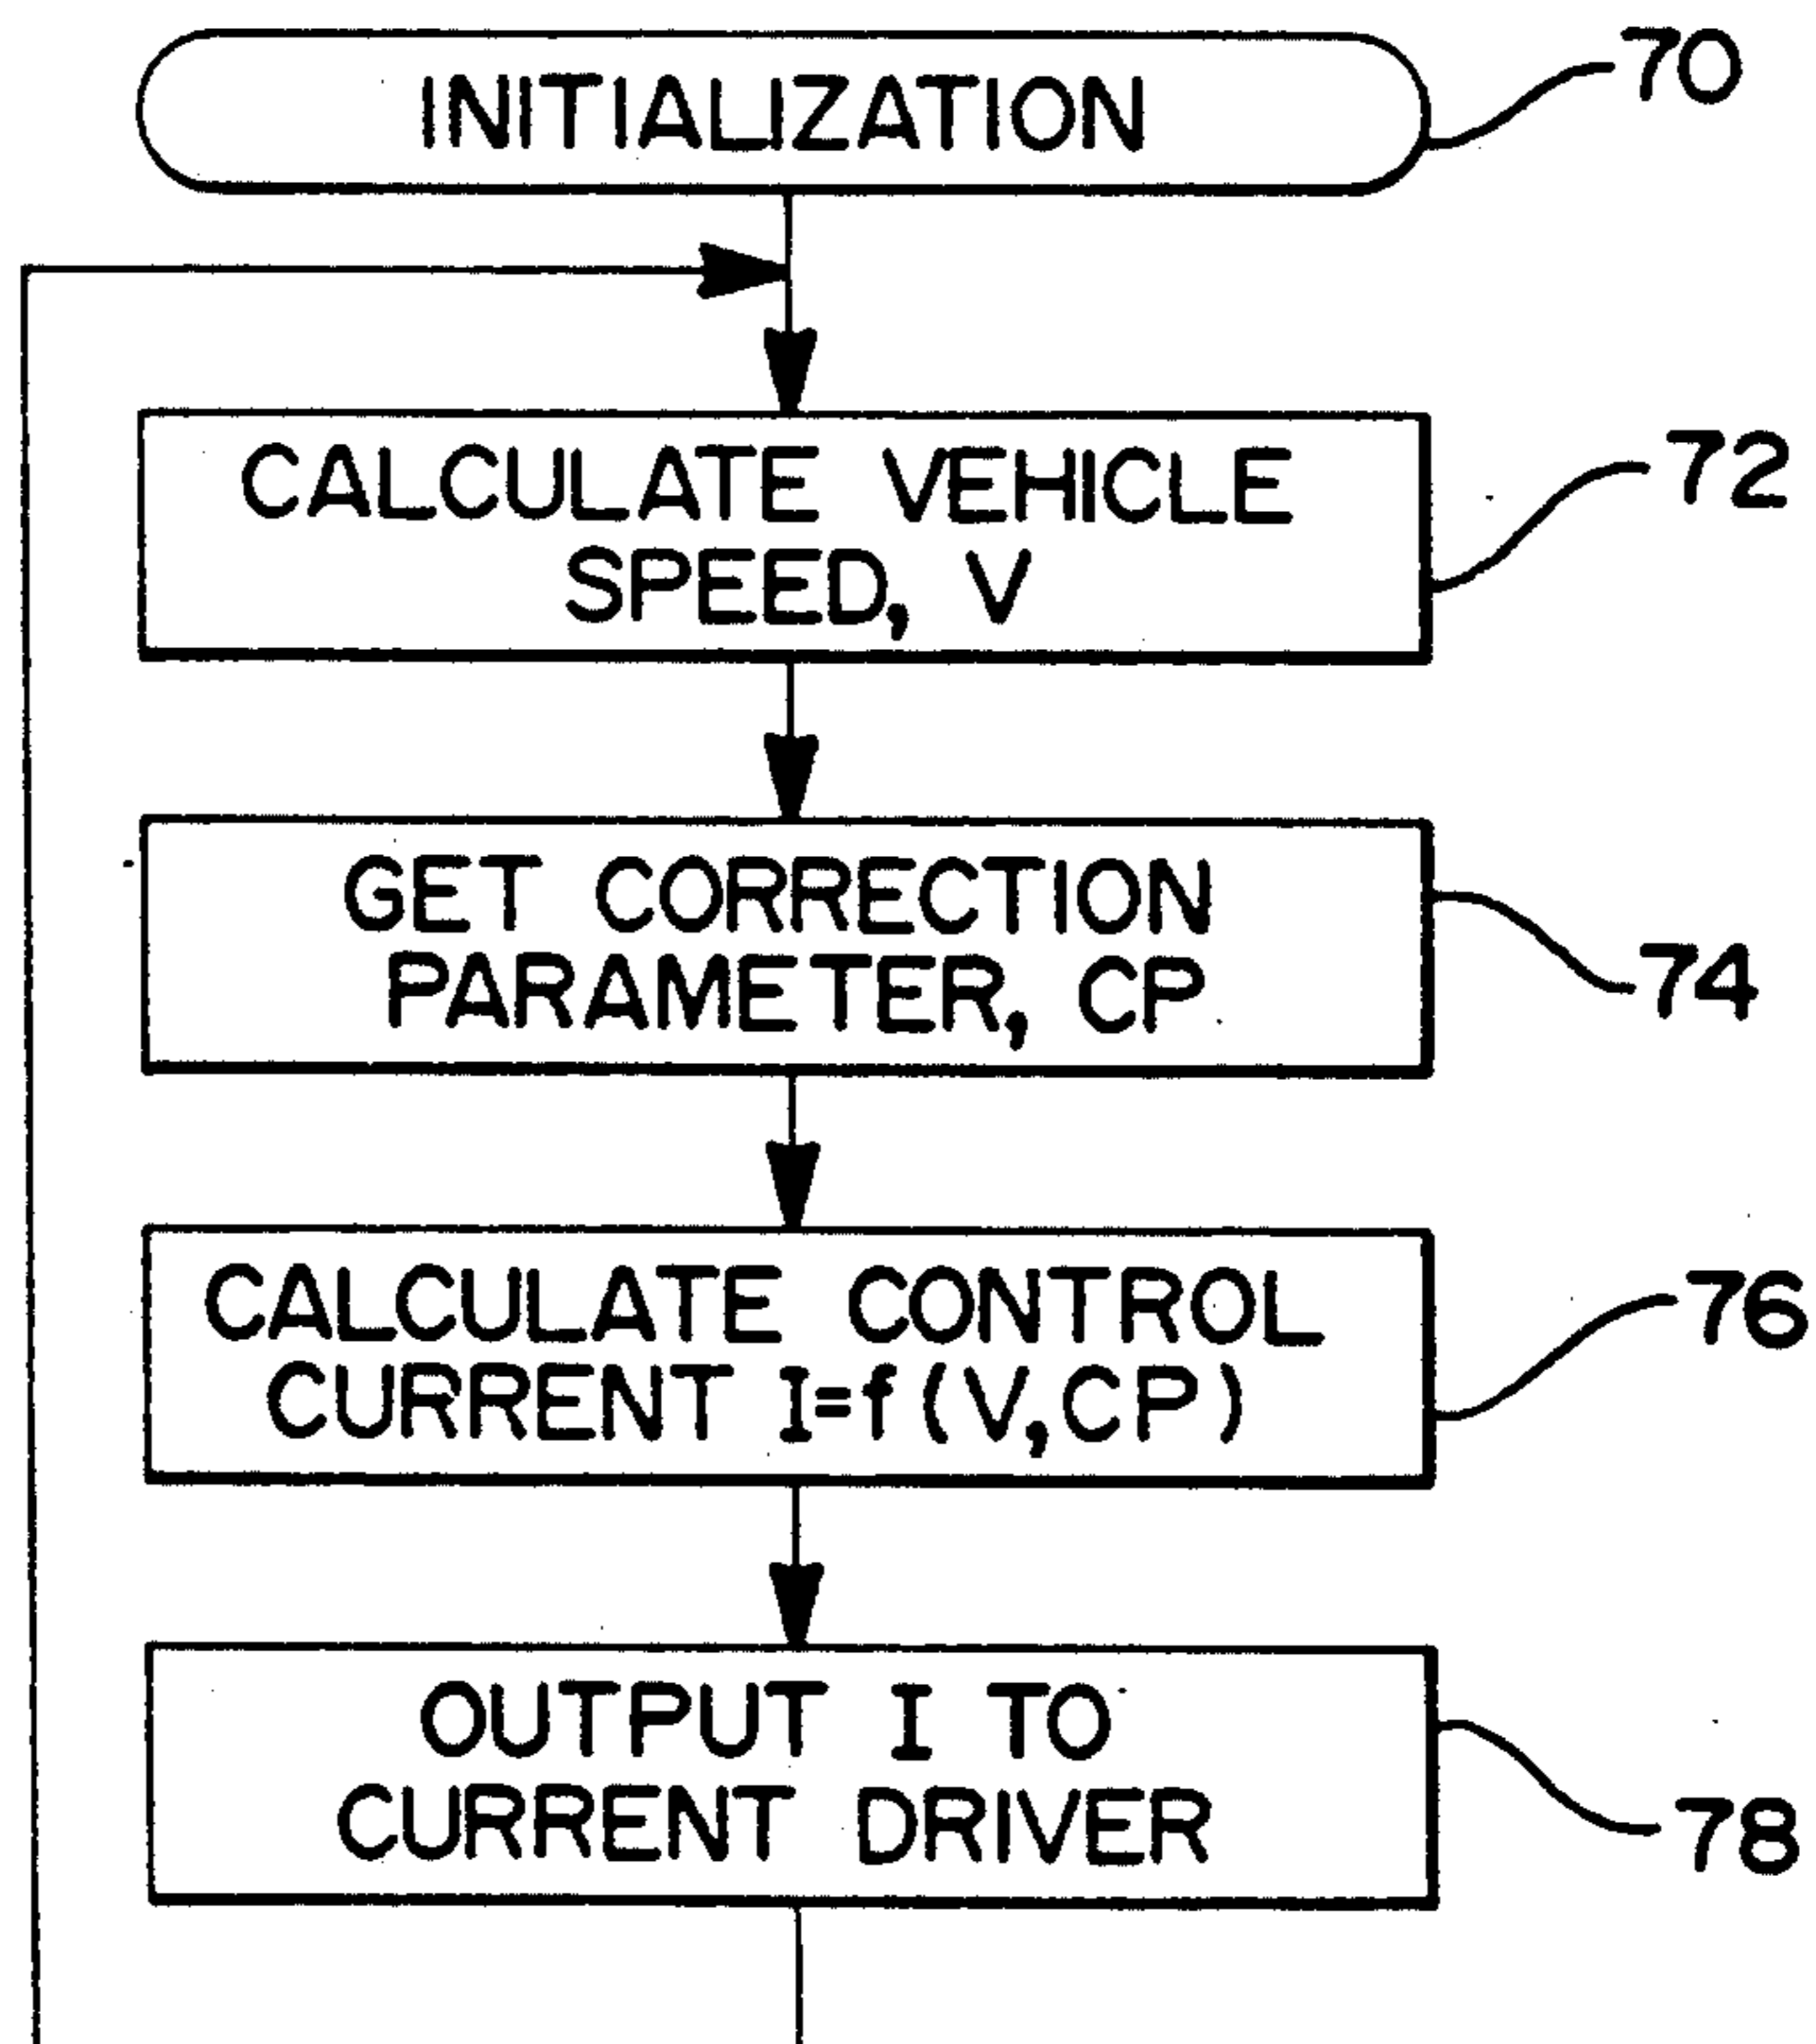 INITIALIZATION
70
CALCULATE VEHICLE
SPEED, V
72
GET CORRECTION
PARAMETER, CP
74
CALCULATE CONTROL
CURRENT I=f(V,CP)
76
OUTPUT I TO
CURRENT DRIVER
78